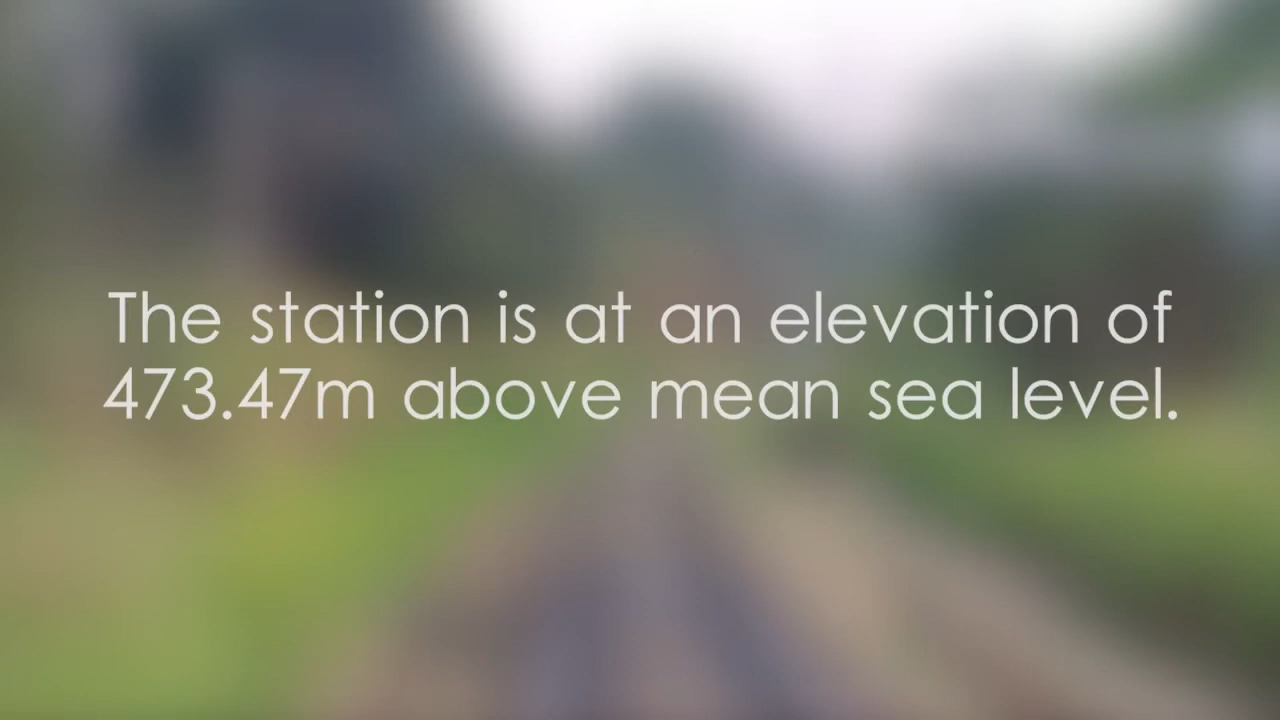 The station is at an elevation of
473.47m above mean sea level.